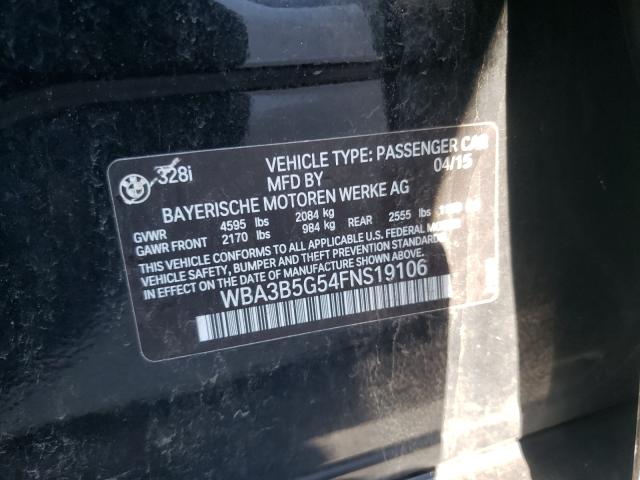 328i VEHICLE TYPE: PASSENGER CAR
MFD BY 04/15
BAYERISCHE MOTOREN WERKE AG
GVWR 4595 lbs 2084 kg
GAWR FRONT 2170 lbs 984 kg REAR 2555 lbs
THIS VEHICLE CONFORMS TO ALL APPLICABLE U.S. FEDERAL MOTOR
VEHICLE SAFETY, BUMPER AND THEFT PREVENTION STANDARDS IN
EFFECT ON THE DATE OF MANUFACTURE SHOWN ABOVE.
WBA3B5G54FNS19106